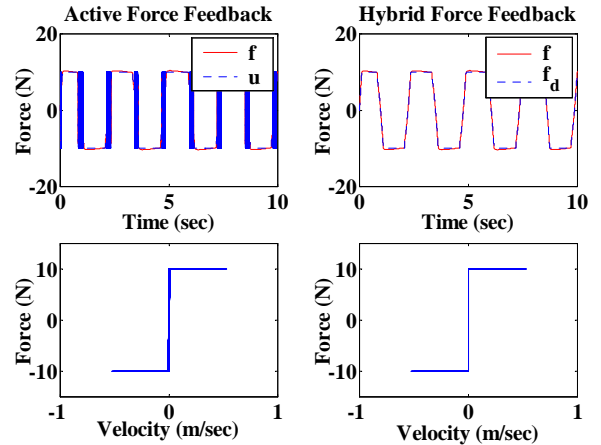 Active Force Feedback
Hybrid Force Feedback
20
0
-20
Force (N)
f
u
0
5
10
Time (sec)
20
0
-20
Force (N)
f
f_d
0
5
10
Time (sec)
10
0
-10
Force (N)
-1
0
1
Velocity (m/sec)
10
0
-10
Force (N)
-1
0
1
Velocity (m/sec)